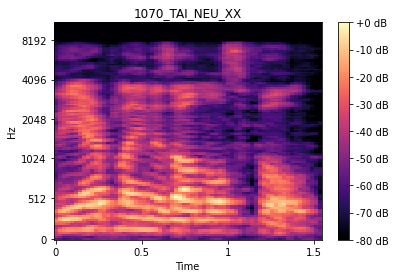 1070_TAI_NEU_XX
+0 dB
8192
-10 dB
4096
-20 dB
-30 dB
2048
Hz
-40 dB
1024
-50 dB
512
-60 dB
-70 dB
0
-80 dB
0 0.5 1 1.5
Time